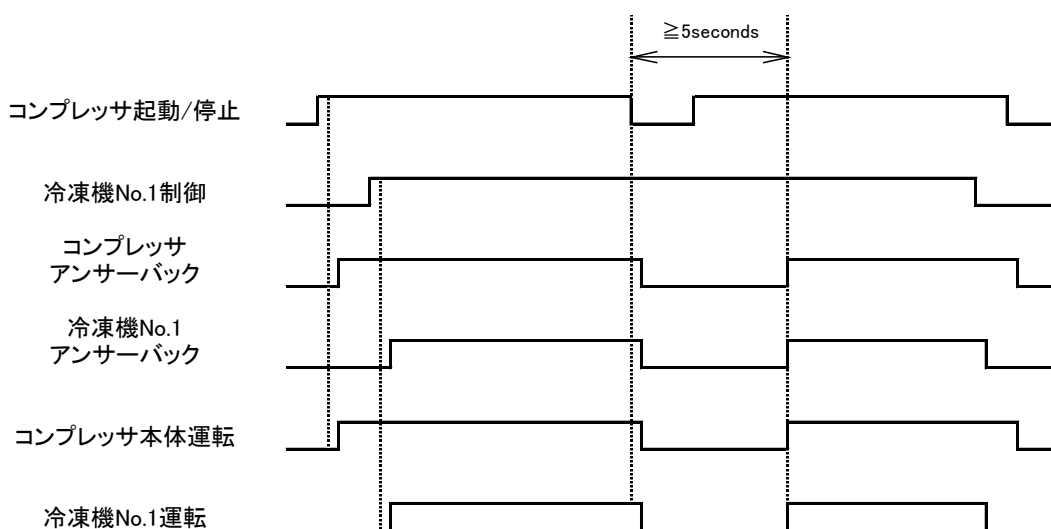 ≧5seconds
コンプレッサ起動/停止
冷凍機No.1制御
コンプレッサ
アンサーバック
冷凍機No.1
アンサーバック
コンプレッサ本体運転
冷凍機No.1運転